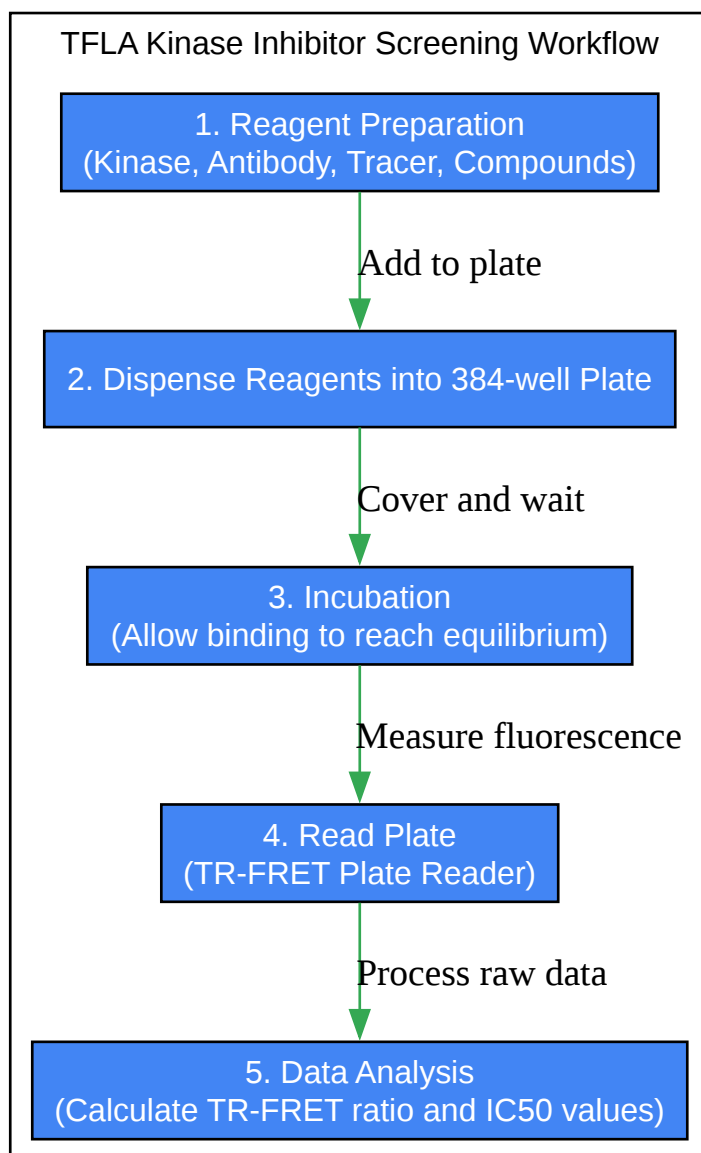 TFLA Kinase Inhibitor Screening Workflow
1. Reagent Preparation
(Kinase, Antibody, Tracer, Compounds)
Add to plate
2. Dispense Reagents into 384-well Plate
Cover and wait
3. Incubation
(Allow binding to reach equilibrium)
Measure fluorescence
4. Read Plate
(TR-FRET Plate Reader)
Process raw data
5. Data Analysis
(Calculate TR-FRET ratio and IC50 values)